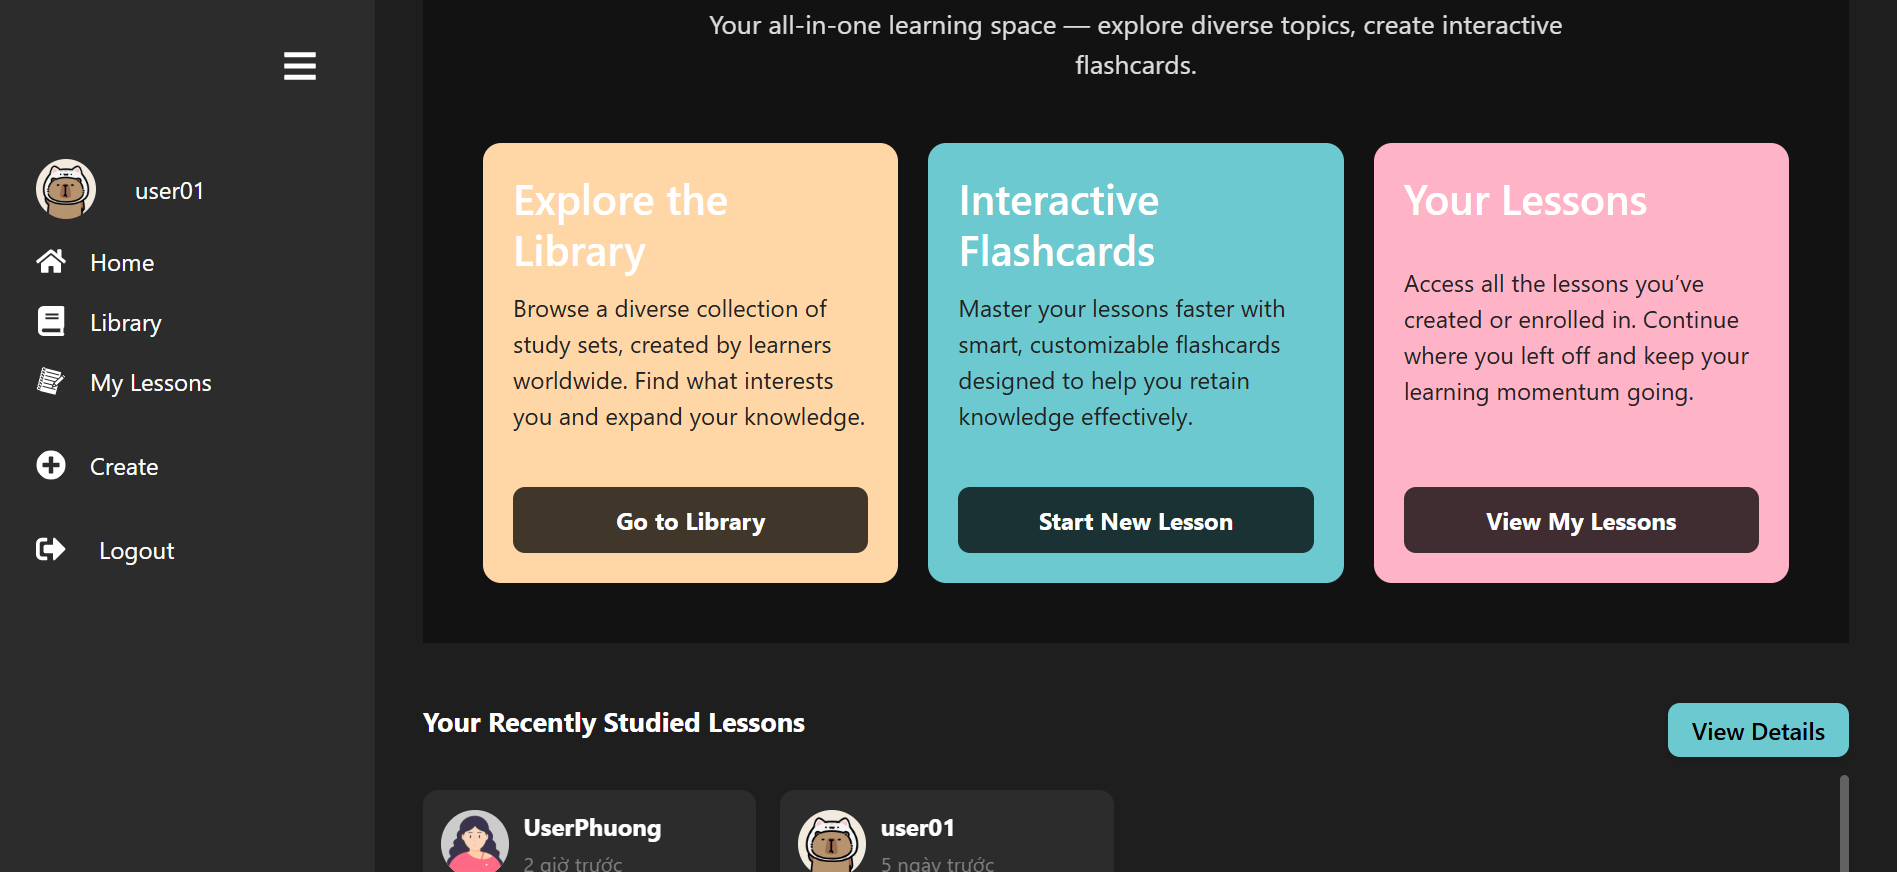 Your all-in-one learning space — explore diverse topics, create interactive
flashcards.
user01
Home
Library
My Lessons
Create
Logout
Explore the
Library
Browse a diverse collection of
study sets, created by learners
worldwide. Find what interests
you and expand your knowledge.
Go to Library
Interactive
Flashcards
Master your lessons faster with
smart, customizable flashcards
designed to help you retain
knowledge effectively.
Start New Lesson
Your Lessons
Access all the lessons you’ve
created or enrolled in. Continue
where you left off and keep your
learning momentum going.
View My Lessons
Your Recently Studied Lessons
View Details
UserPhuong
2 giờ trước
user01
5 ngày trước